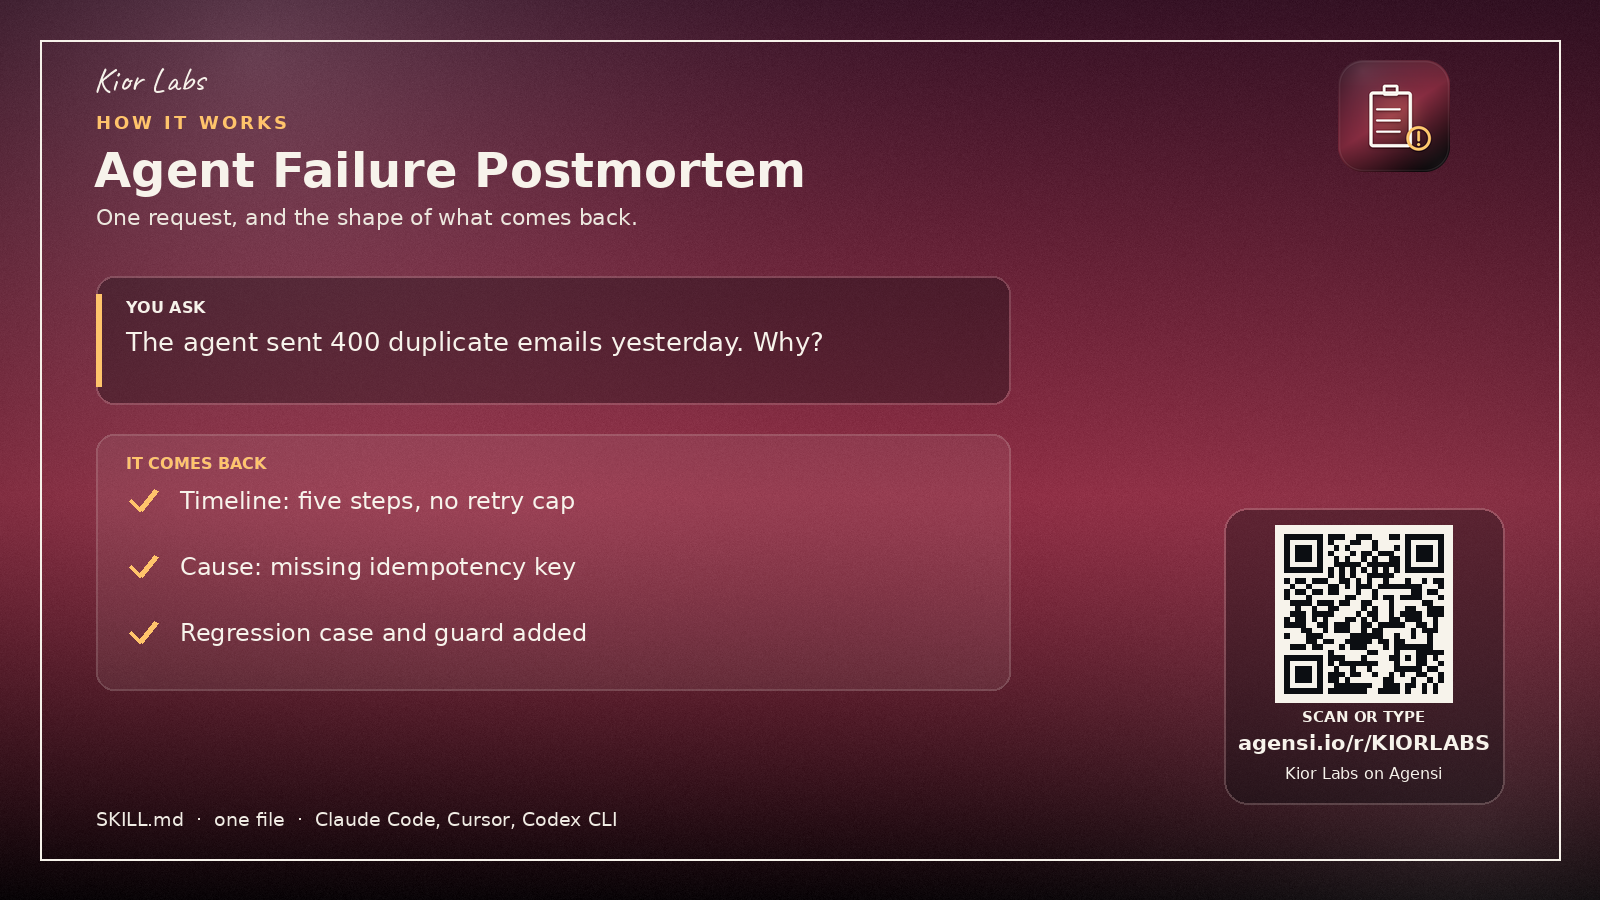 Kior Labs
HOW IT WORKS
Agent Failure Postmortem
One request, and the shape of what comes back.
YOU ASK
The agent sent 400 duplicate emails yesterday. Why?
IT COMES BACK
Timeline: five steps, no retry cap
Cause: missing idempotency key
Regression case and guard added
SCAN OR TYPE
agensi.io/r/KIORLABS
Kior Labs on Agensi
SKILL.md · one file · Claude Code, Cursor, Codex CLI